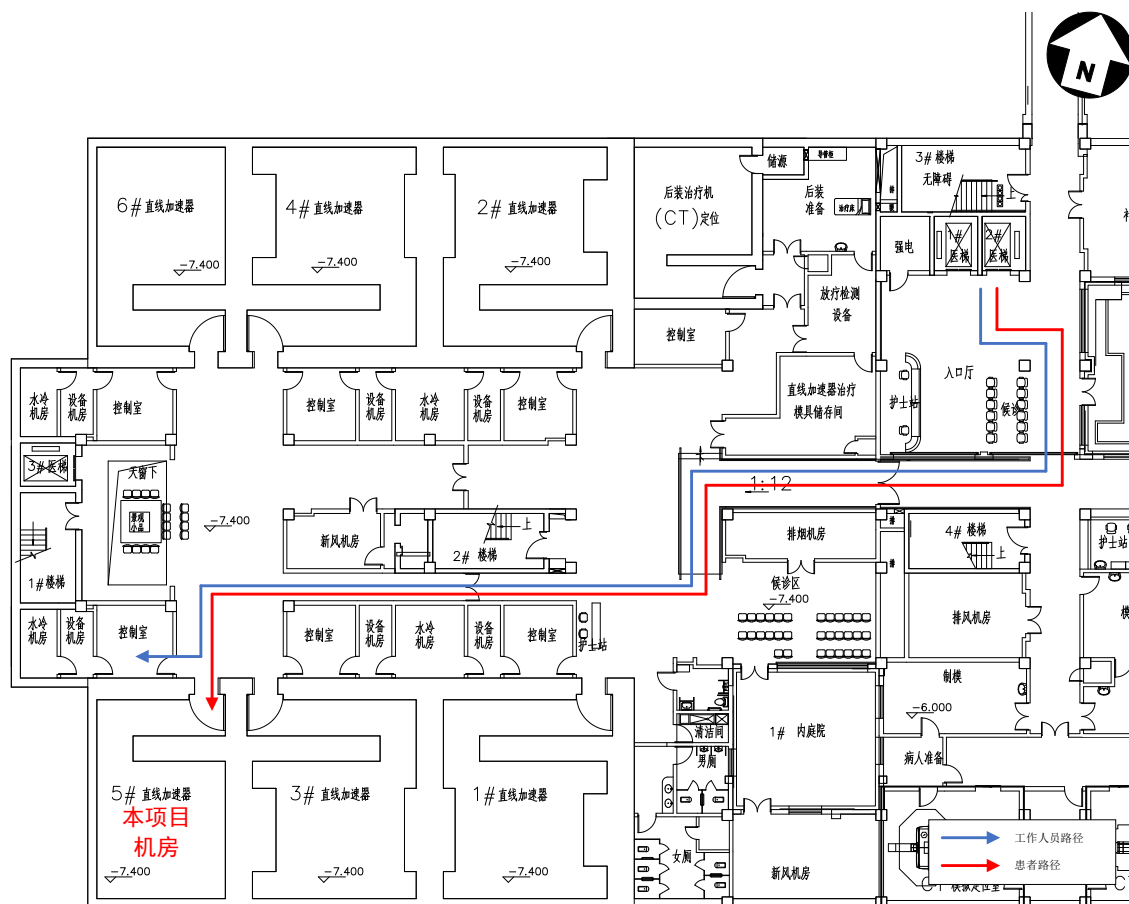 N
6#直线加速器
4#直线加速器
2#直线加速器
后装治疗机
(CT)定位
储源
导管柜
后装
准备
治疗床
3#楼梯
无障碍
上
强电
1#
医梯
2#
医梯
-7.400
-7.400
-7.400
放疗检测
设备
控制室
入口厅
护士站
候诊
直线加速器治疗
模具储存间
水冷
机房
设备
机房
控制室
控制室
设备
机房
水冷
机房
设备
机房
控制室
3#医梯
天窗下
景观
小品
-7.400
1:12
新风机房
2#楼梯
上
排烟机房
4#楼梯
上
护士站
1#楼梯
候诊区
-7.400
排风机房
水冷
机房
设备
机房
控制室
控制室
设备
机房
水冷
机房
设备
机房
控制室
护士站
制模
-6.000
清洁间
男厕
1# 内庭院
病人准备
5#直线加速器
3#直线加速器
1#直线加速器
本项目
机房
-7.400
-7.400
-7.400
女厕
新风机房
工作人员路径
患者路径